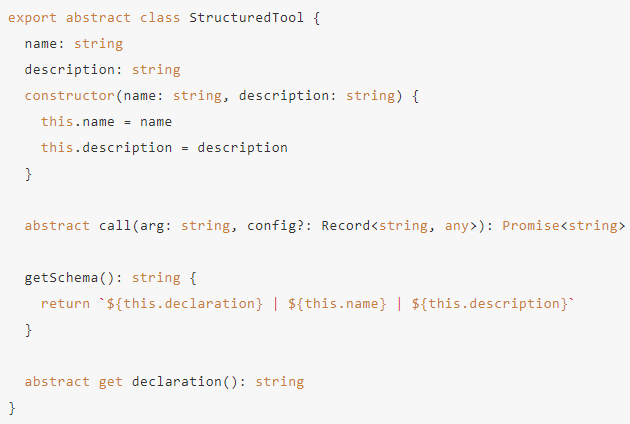 export abstract class StructuredTool {
  name: string
  description: string
  constructor(name: string, description: string) {
    this.name = name
    this.description = description
  }

  abstract call(arg: string, config?: Record<string, any>): Promise<string>

  getSchema(): string {
    return `${this.declaration} | ${this.name} | ${this.description}`
  }

  abstract get declaration(): string
}